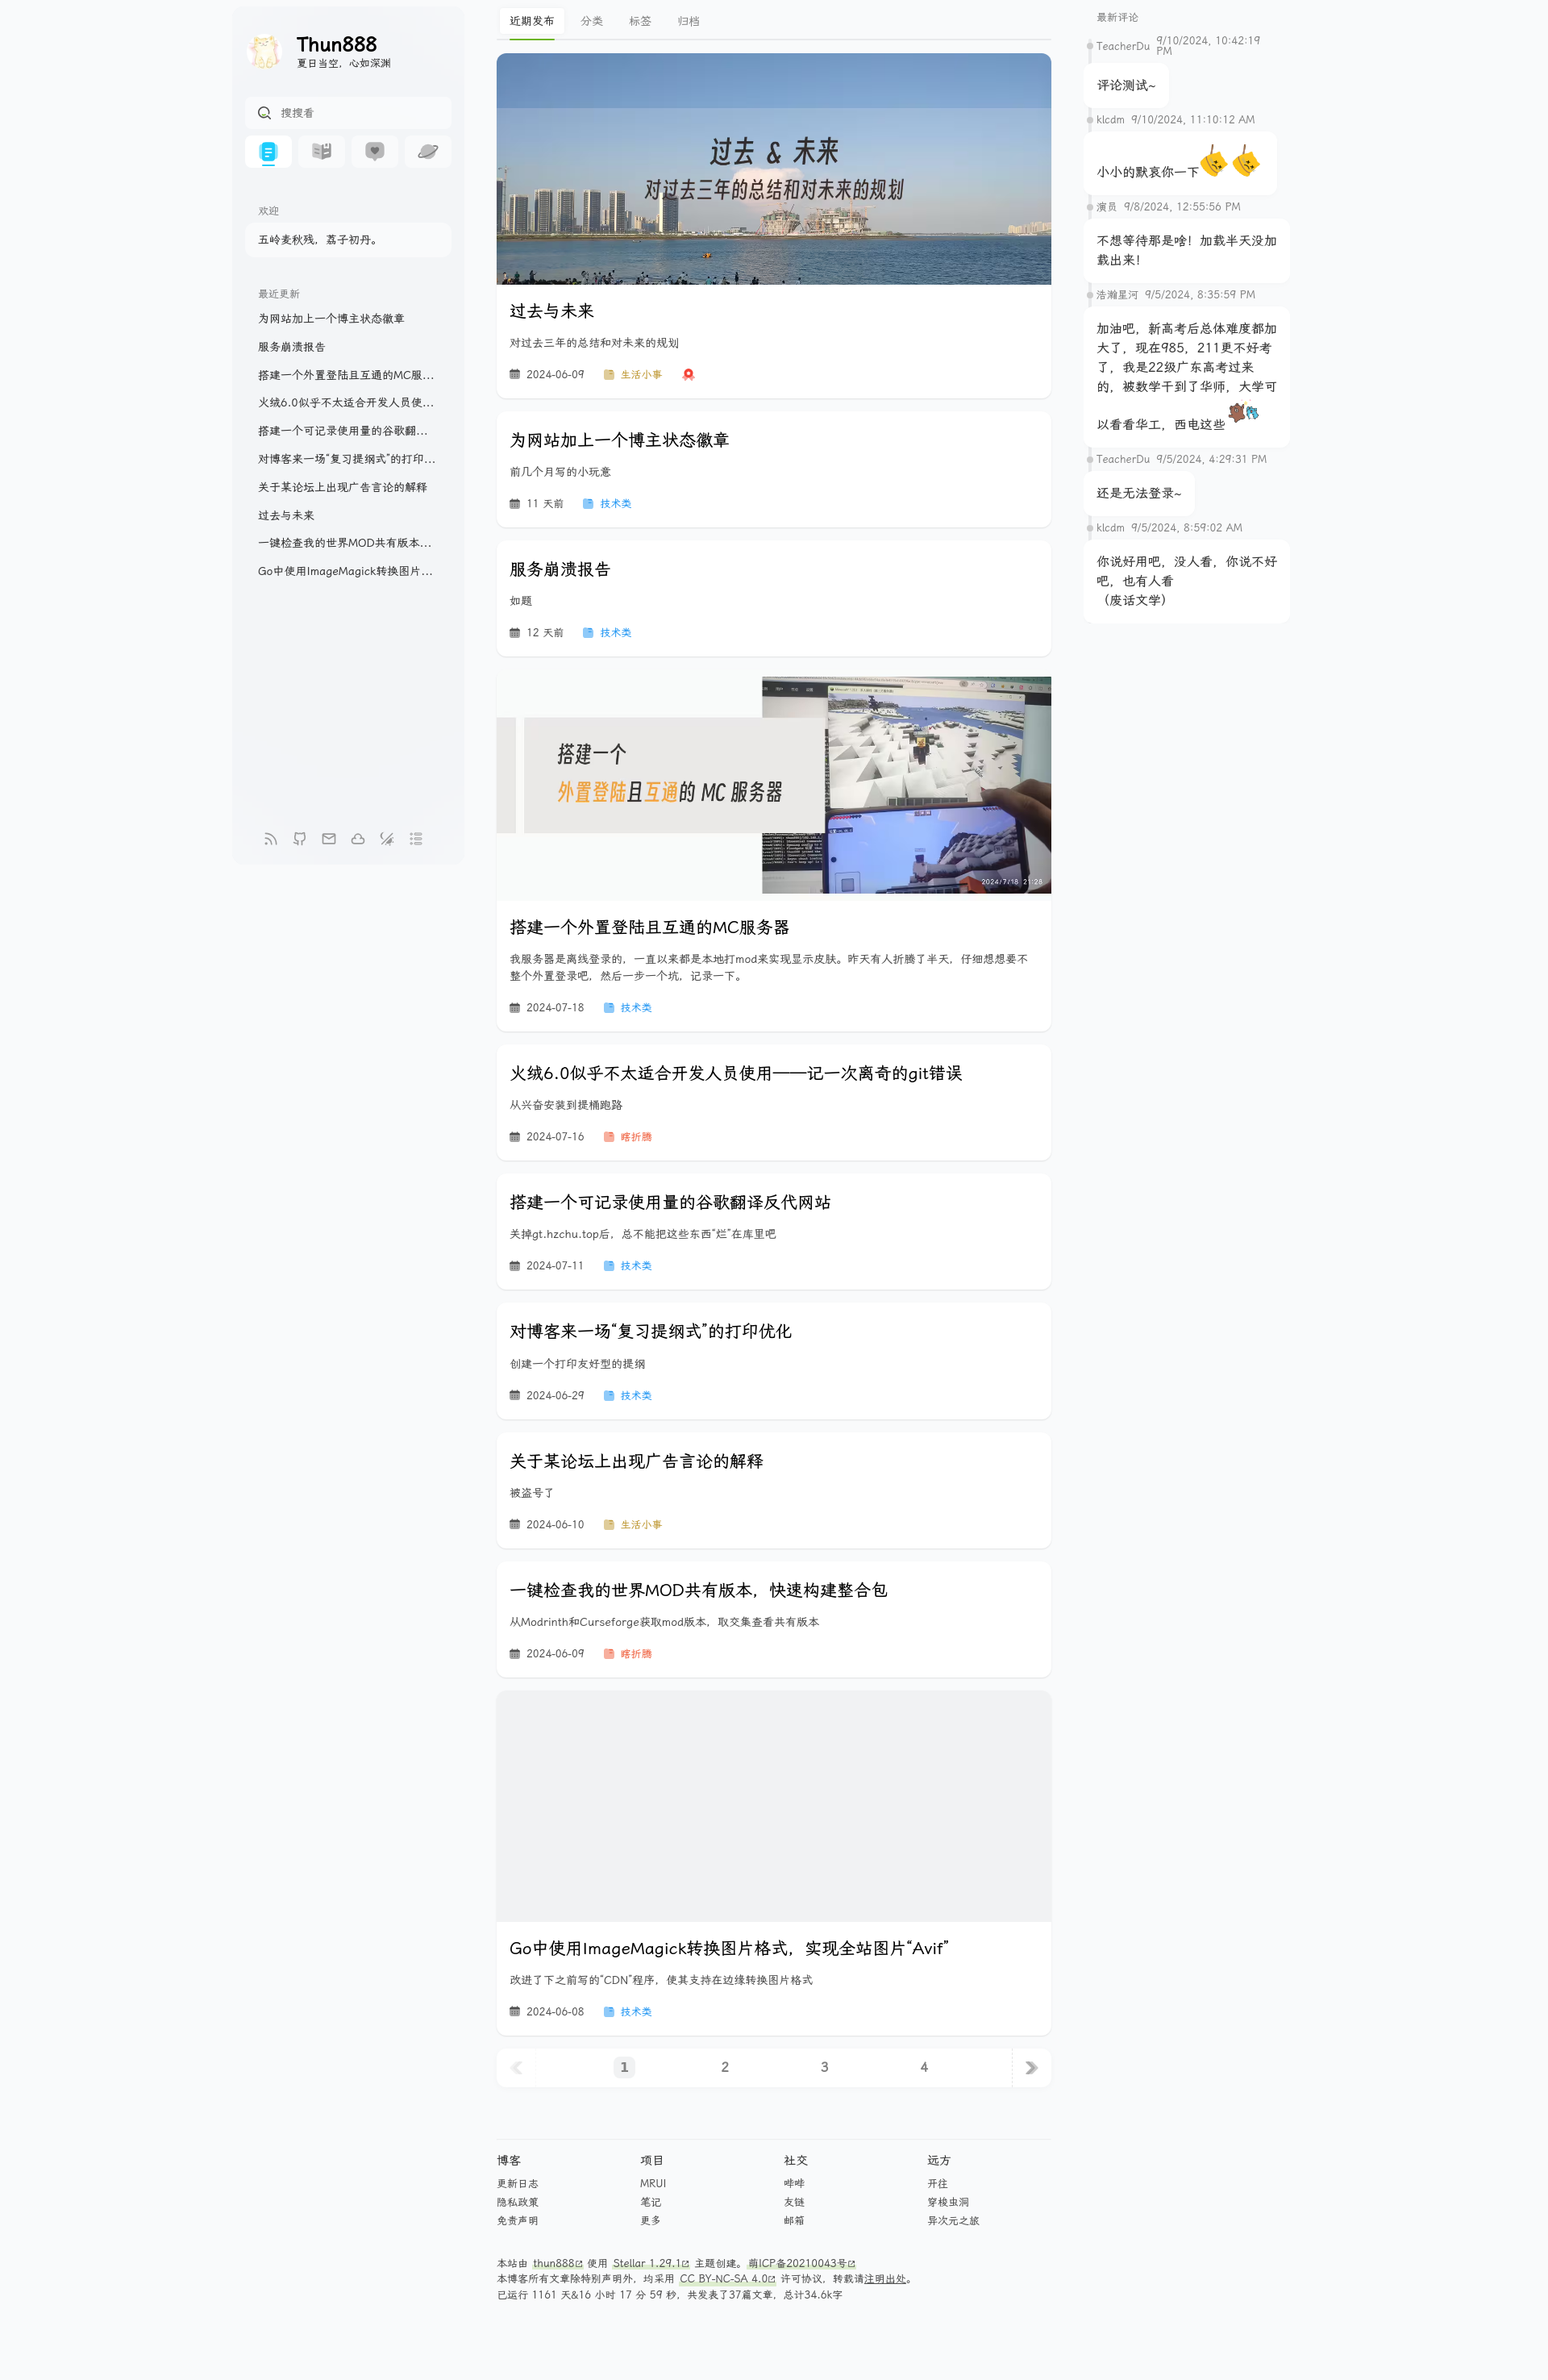 Thun888
夏日当空，心如深渊
搜搜看
欢迎
五岭麦秋残，荔子初丹。
最近更新
为网站加上一个博主状态徽章
服务崩溃报告
搭建一个外置登陆且互通的MC服...
火绒6.0似乎不太适合开发人员使...
搭建一个可记录使用量的谷歌翻...
对博客来一场“复习提纲式”的打印...
关于某论坛上出现广告言论的解释
过去与未来
一键检查我的世界MOD共有版本...
Go中使用ImageMagick转换图片...
近期发布 分类 标签 归档
过去 & 未来
对过去三年的总结和对未来的规划
过去与未来
对过去三年的总结和对未来的规划
2024-06-09 生活小事
为网站加上一个博主状态徽章
前几个月写的小玩意
11 天前 技术类
服务崩溃报告
如题
12 天前 技术类
搭建一个
外置登陆且互通的 MC 服务器
2024/7/18 21:28
搭建一个外置登陆且互通的MC服务器
我服务器是离线登录的，一直以来都是本地打mod来实现显示皮肤。昨天有人折腾了半天，仔细想想要不
整个外置登录吧，然后一步一个坑，记录一下。
2024-07-18 技术类
火绒6.0似乎不太适合开发人员使用——记一次离奇的git错误
从兴奋安装到提桶跑路
2024-07-16 瞎折腾
搭建一个可记录使用量的谷歌翻译反代网站
关掉gt.hzchu.top后，总不能把这些东西“烂”在库里吧
2024-07-11 技术类
对博客来一场“复习提纲式”的打印优化
创建一个打印友好型的提纲
2024-06-29 技术类
关于某论坛上出现广告言论的解释
被盗号了
2024-06-10 生活小事
一键检查我的世界MOD共有版本，快速构建整合包
从Modrinth和Curseforge获取mod版本，取交集查看共有版本
2024-06-09 瞎折腾
Go中使用ImageMagick转换图片格式，实现全站图片“Avif”
改进了下之前写的“CDN”程序，使其支持在边缘转换图片格式
2024-06-08 技术类
1 2 3 4
博客 项目 社交 远方
更新日志 MRUI 哔哔 开往
隐私政策 笔记 友链 穿梭虫洞
免责声明 更多 邮箱 异次元之旅
本站由 thun888 使用 Stellar 1.29.1 主题创建。萌ICP备20210043号
本博客所有文章除特别声明外，均采用 CC BY-NC-SA 4.0 许可协议，转载请注明出处。
已运行 1161 天&16 小时 17 分 59 秒，共发表了37篇文章，总计34.6k字
最新评论
TeacherDu 9/10/2024, 10:42:19
PM
评论测试~
klcdm 9/10/2024, 11:10:12 AM
小小的默哀你一下
演员 9/8/2024, 12:55:56 PM
不想等待那是啥！加载半天没加
载出来！
浩瀚星河 9/5/2024, 8:35:59 PM
加油吧，新高考后总体难度都加
大了，现在985，211更不好考
了，我是22级广东高考过来
的，被数学干到了华师，大学可
以看看华工，西电这些
TeacherDu 9/5/2024, 4:29:31 PM
还是无法登录~
klcdm 9/5/2024, 8:59:02 AM
你说好用吧，没人看，你说不好
吧，也有人看
（废话文学）